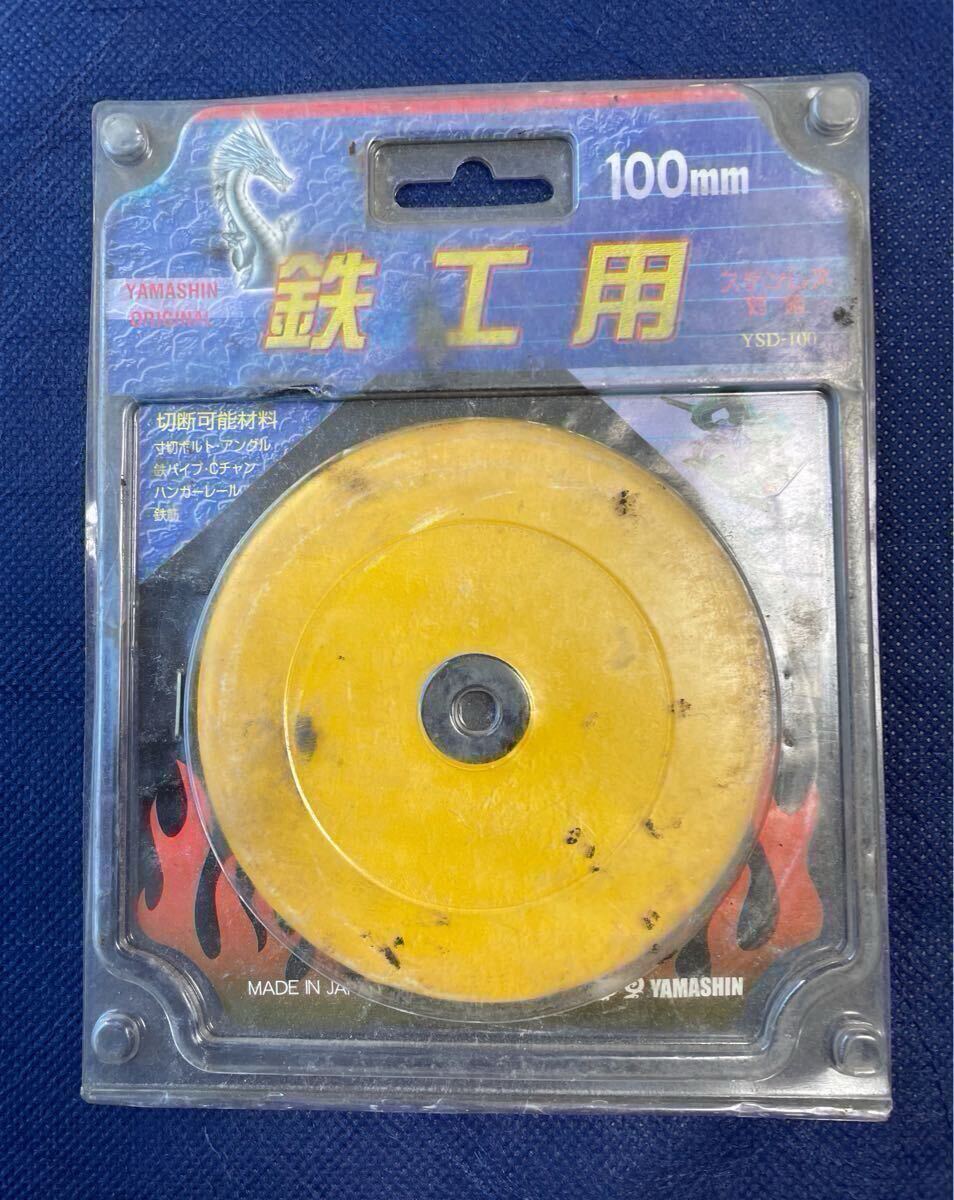 100mm
YAMASHIN
ORIGINAL
鉄工用
ステンレス
YSD-100
切断可能材料
寸切ボルト・アングル
鉄パイプ・Cチャン
ハンガーレール
鉄筋
MADE IN JAP
YAMASHIN